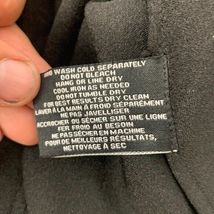 HAND WASH COLD SEPARATELY
DO NOT BLEACH
HANG OR LINE DRY
COOL IRON AS NEEDED
DO NOT TUMBLE DRY
FOR BEST RESULTS DRY CLEAN
LAVER À LA MAIN À FROID SÉPARÉMENT
NE PAS JAVELLISER
ACCROCHER OU SÉCHER SUR UNE LIGNE
FER FROID AU BESOIN
NE PAS SÉCHER EN MACHINE
POUR DE MEILLEURS RÉSULTATS,
NETTOYAGE À SEC